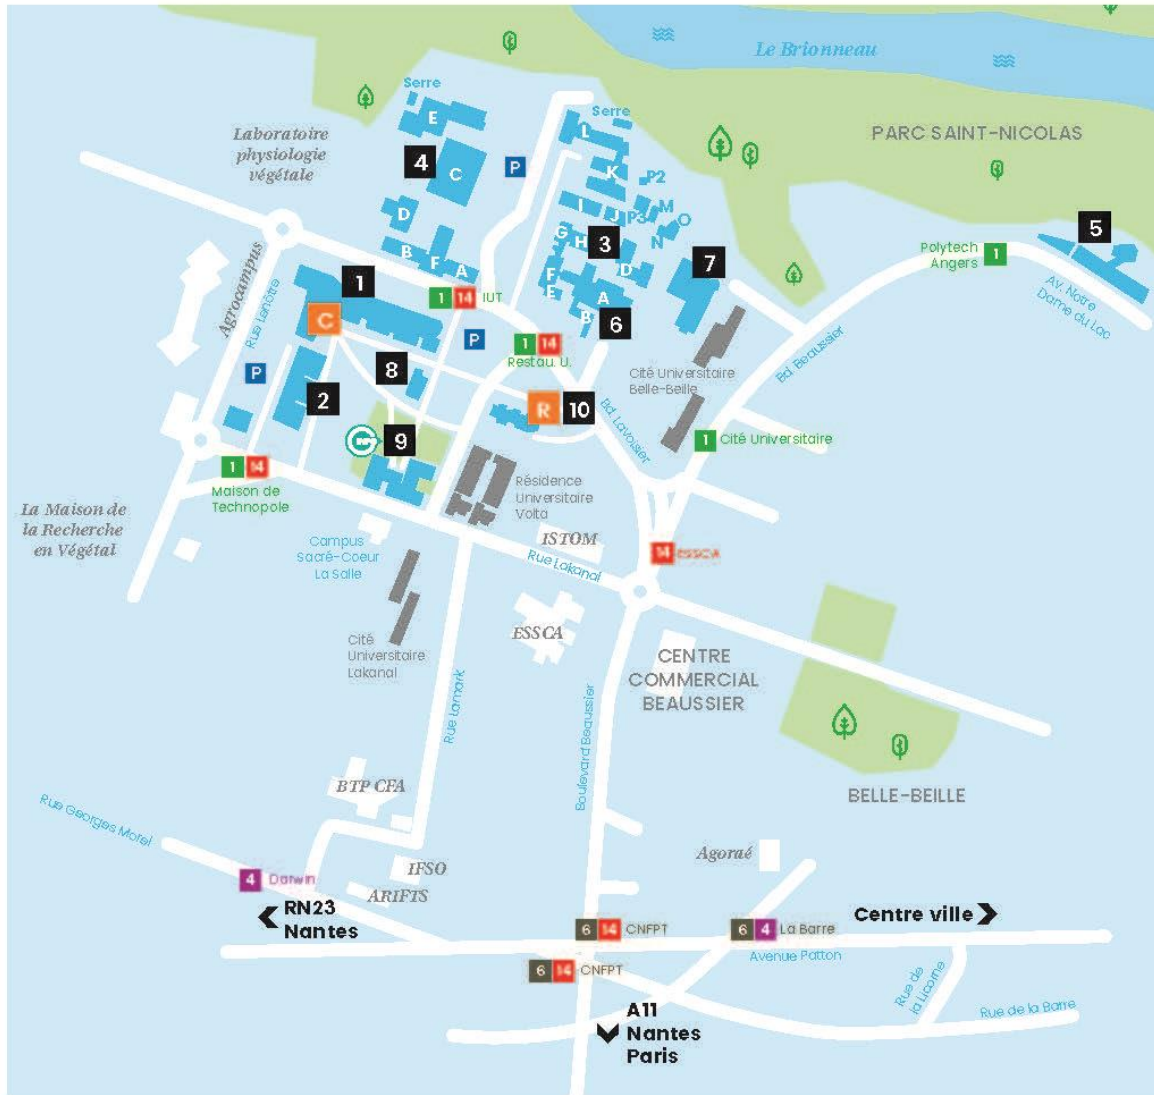 Le Brionneau
Serre
E
Serre
L
Laboratoire
physiologie
végétale
PARC SAINT-NICOLAS
4
P
C
K
P2
D
I
J
P3
M
O
N
5
G
H
3
Polytech
Angers
1
B
F
A
F
E
D
7
Agrocampus
Rue Lenôtre
1
1 14 IUT
A
B
6
Av. Notre
Dame du Lac
C
P
1 14
Restau. U.
Bd. Beaussier
P
8
Cité Universitaire
Belle-Beille
2
R
10
Bd. Lavoisier
9
1 Cité Universitaire
1 14
Maison de
Technopole
Résidence
Universitaire
Volta
La Maison de
la Recherche
en Végétal
Campus
Sacré-Coeur
La Salle
ISTOM
14 ESSCA
Rue Lakanal
ESSCA
Cité
Universitaire
Lakanal
CENTRE
COMMERCIAL
BEAUSSIER
Rue Lamark
Boulevard Beaussier
BTP CFA
BELLE-BEILLE
Rue Georges Morel
Agoraé
IFSO
4 Darwin
ARIFTS
RN23
Nantes
Centre ville
6 14 CNFPT
6 4 La Barre
Avenue Patton
6 14 CNFPT
Rue de
la Licorne
A11
Nantes
Paris
Rue de la Barre